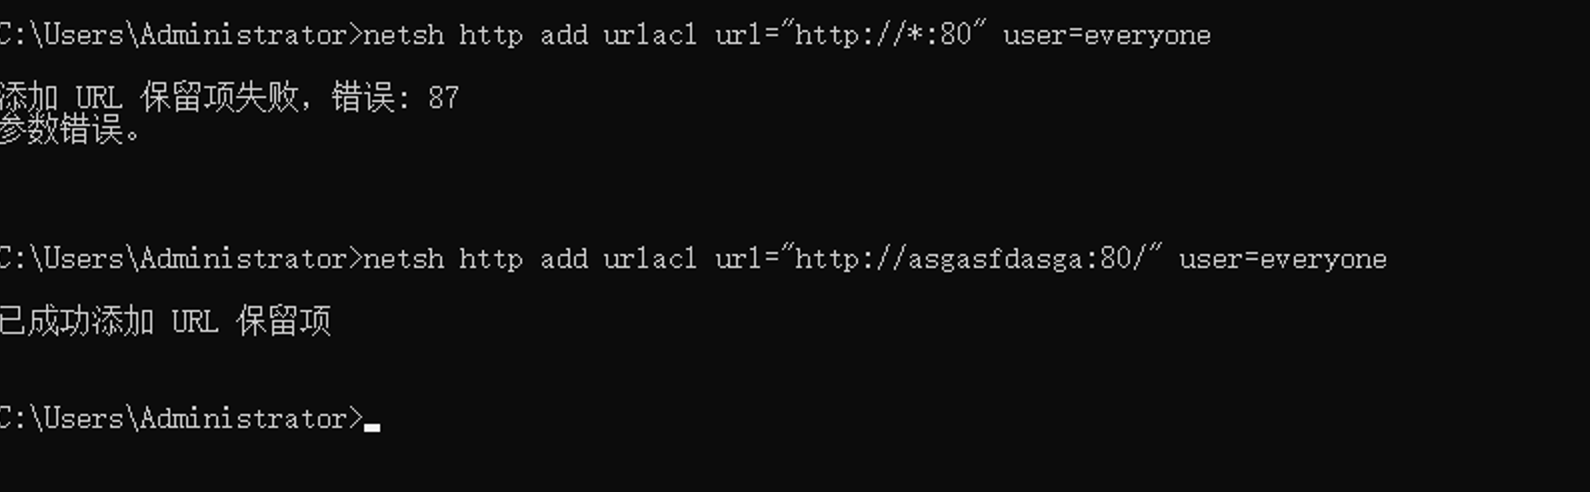 C:\Users\Administrator>netsh http add urlacl url="http://*:80" user=everyone
添加 URL 保留项失败，错误: 87
参数错误。
C:\Users\Administrator>netsh http add urlacl url="http://asgasfdasga:80/" user=everyone
已成功添加 URL 保留项
C:\Users\Administrator>